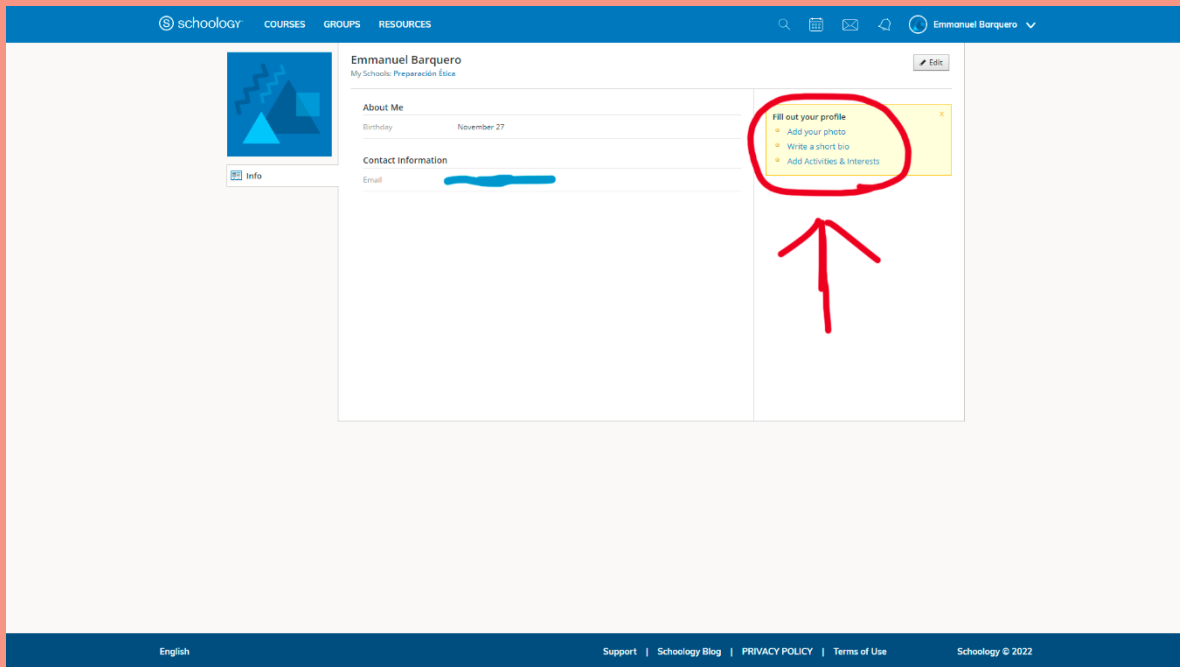 schoology COURSES GROUPS RESOURCES Emmanuel Barquero
Emmanuel Barquero
My Schools: Preparación Ética
Edit
About Me
Birthday November 27
Contact Information
Email
Info
Fill out your profile x
Add your photo
Write a short bio
Add Activities & Interests
English Support | Schoology Blog | PRIVACY POLICY | Terms of Use Schoology © 2022